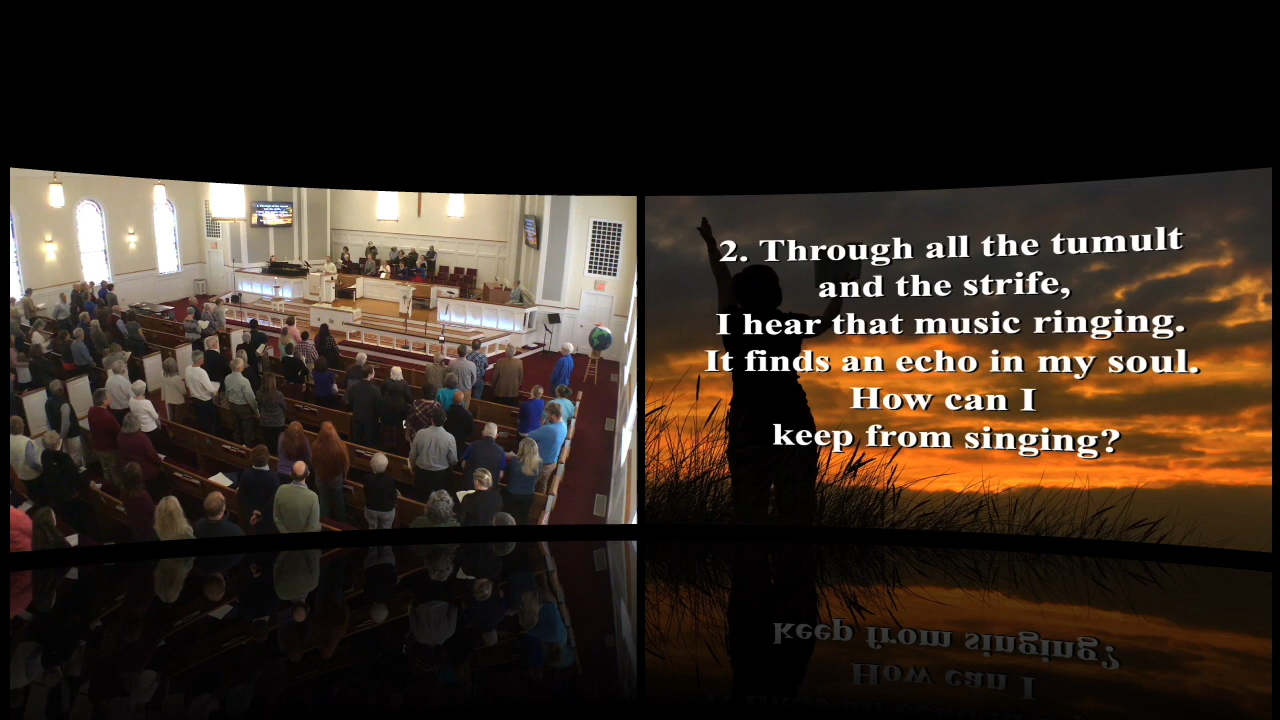 2. Through all the tumult
and the strife,
I hear that music ringing.
It finds an echo in my soul.
How can I
keep from singing?